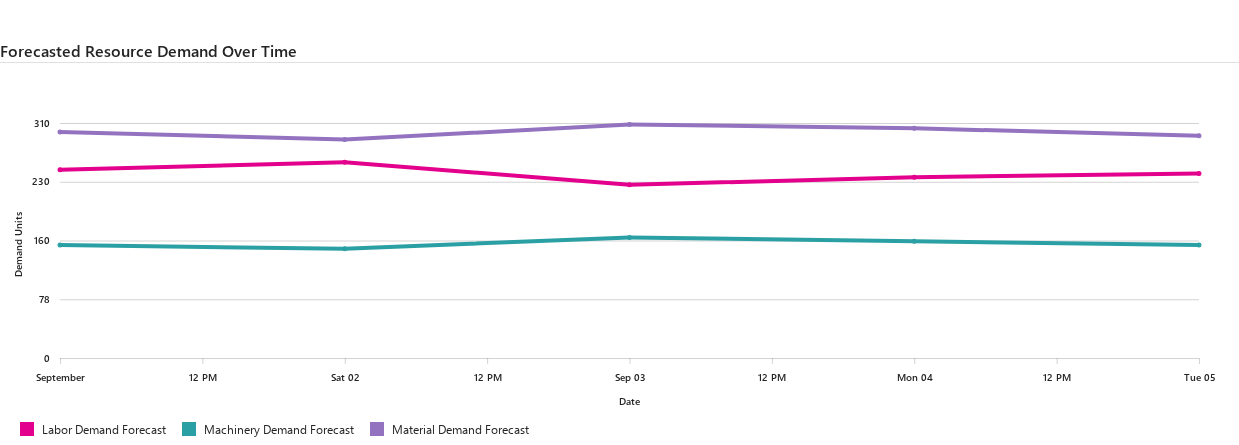 Forecasted Resource Demand Over Time
310
230
160
78
0
Demand Units
September 12 PM Sat 02 12 PM Sep 03 12 PM Mon 04 12 PM Tue 05
Date
Labor Demand Forecast Machinery Demand Forecast Material Demand Forecast